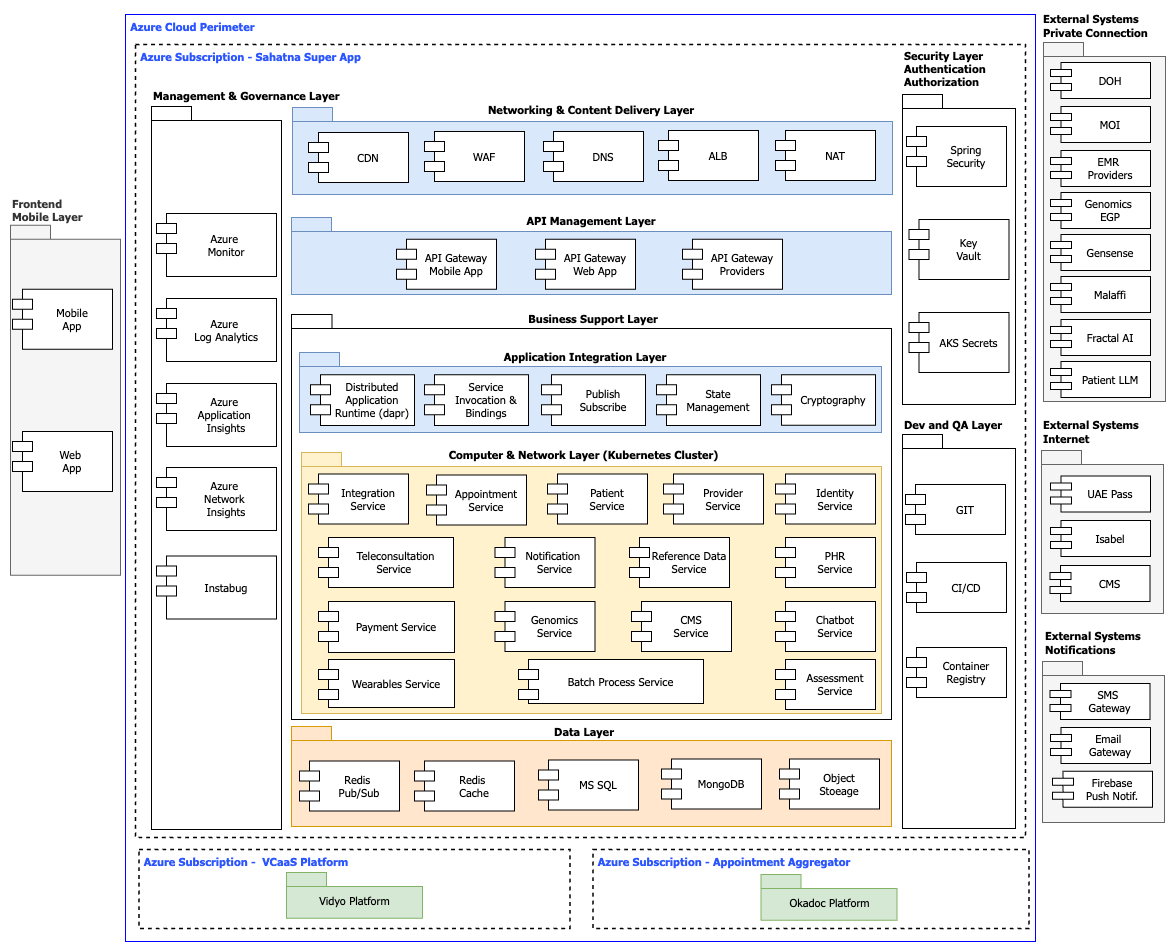 Azure Cloud Perimeter
Azure Subscription - Sahatna Super App
Frontend
Mobile Layer
Mobile
App
Web
App
Management & Governance Layer
Azure
Monitor
Azure
Log Analytics
Azure
Application
Insights
Azure
Network
Insights
Instabug
Networking & Content Delivery Layer
CDN
WAF
DNS
ALB
NAT
API Management Layer
API Gateway
Mobile App
API Gateway
Web App
API Gateway
Providers
Business Support Layer
Application Integration Layer
Distributed
Application
Runtime (dapr)
Service
Invocation &
Bindings
Publish
Subscribe
State
Management
Cryptography
Computer & Network Layer (Kubernetes Cluster)
Integration
Service
Appointment
Service
Patient
Service
Provider
Service
Identity
Service
Teleconsultation
Service
Notification
Service
Reference Data
Service
PHR
Service
Payment Service
Genomics
Service
CMS
Service
Chatbot
Service
Wearables Service
Batch Process Service
Assessment
Service
Data Layer
Redis
Pub/Sub
Redis
Cache
MS SQL
MongoDB
Object
Stoeage
Security Layer
Authentication
Authorization
Spring
Security
Key
Vault
AKS Secrets
Dev and QA Layer
GIT
CI/CD
Container
Registry
External Systems
Private Connection
DOH
MOI
EMR
Providers
Genomics
EGP
Gensense
Malaffi
Fractal AI
Patient LLM
External Systems
Internet
UAE Pass
Isabel
CMS
External Systems
Notifications
SMS
Gateway
Email
Gateway
Firebase
Push Notif.
Azure Subscription - VCaaS Platform
Vidyo Platform
Azure Subscription - Appointment Aggregator
Okadoc Platform